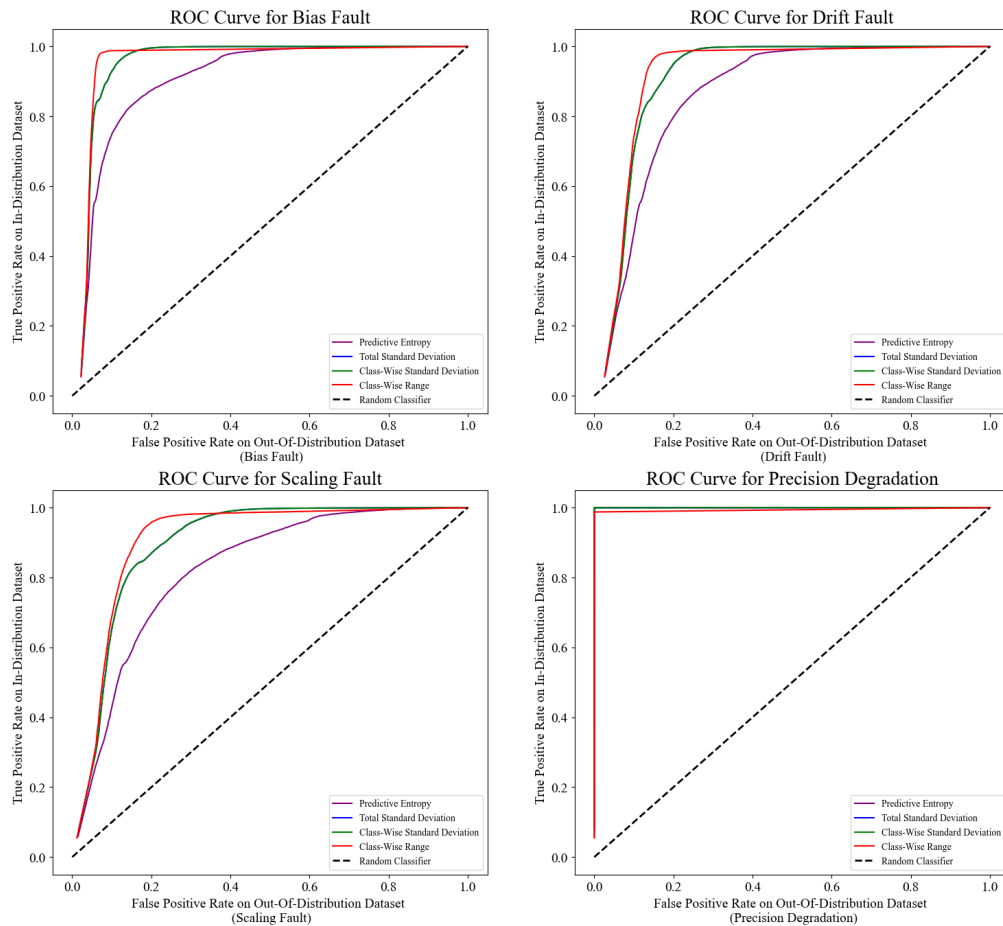 ROC Curve for Bias Fault
True Positive Rate on In-Distribution Dataset
1.0
0.8
0.6
0.4
0.2
0.0
Predictive Entropy
Total Standard Deviation
Class-Wise Standard Deviation
Class-Wise Range
Random Classifier
0.0 0.2 0.4 0.6 0.8 1.0
False Positive Rate on Out-Of-Distribution Dataset
(Bias Fault)
ROC Curve for Drift Fault
True Positive Rate on In-Distribution Dataset
1.0
0.8
0.6
0.4
0.2
0.0
Predictive Entropy
Total Standard Deviation
Class-Wise Standard Deviation
Class-Wise Range
Random Classifier
0.0 0.2 0.4 0.6 0.8 1.0
False Positive Rate on Out-Of-Distribution Dataset
(Drift Fault)
ROC Curve for Scaling Fault
True Positive Rate on In-Distribution Dataset
1.0
0.8
0.6
0.4
0.2
0.0
Predictive Entropy
Total Standard Deviation
Class-Wise Standard Deviation
Class-Wise Range
Random Classifier
0.0 0.2 0.4 0.6 0.8 1.0
False Positive Rate on Out-Of-Distribution Dataset
(Scaling Fault)
ROC Curve for Precision Degradation
True Positive Rate on In-Distribution Dataset
1.0
0.8
0.6
0.4
0.2
0.0
Predictive Entropy
Total Standard Deviation
Class-Wise Standard Deviation
Class-Wise Range
Random Classifier
0.0 0.2 0.4 0.6 0.8 1.0
False Positive Rate on Out-Of-Distribution Dataset
(Precision Degradation)